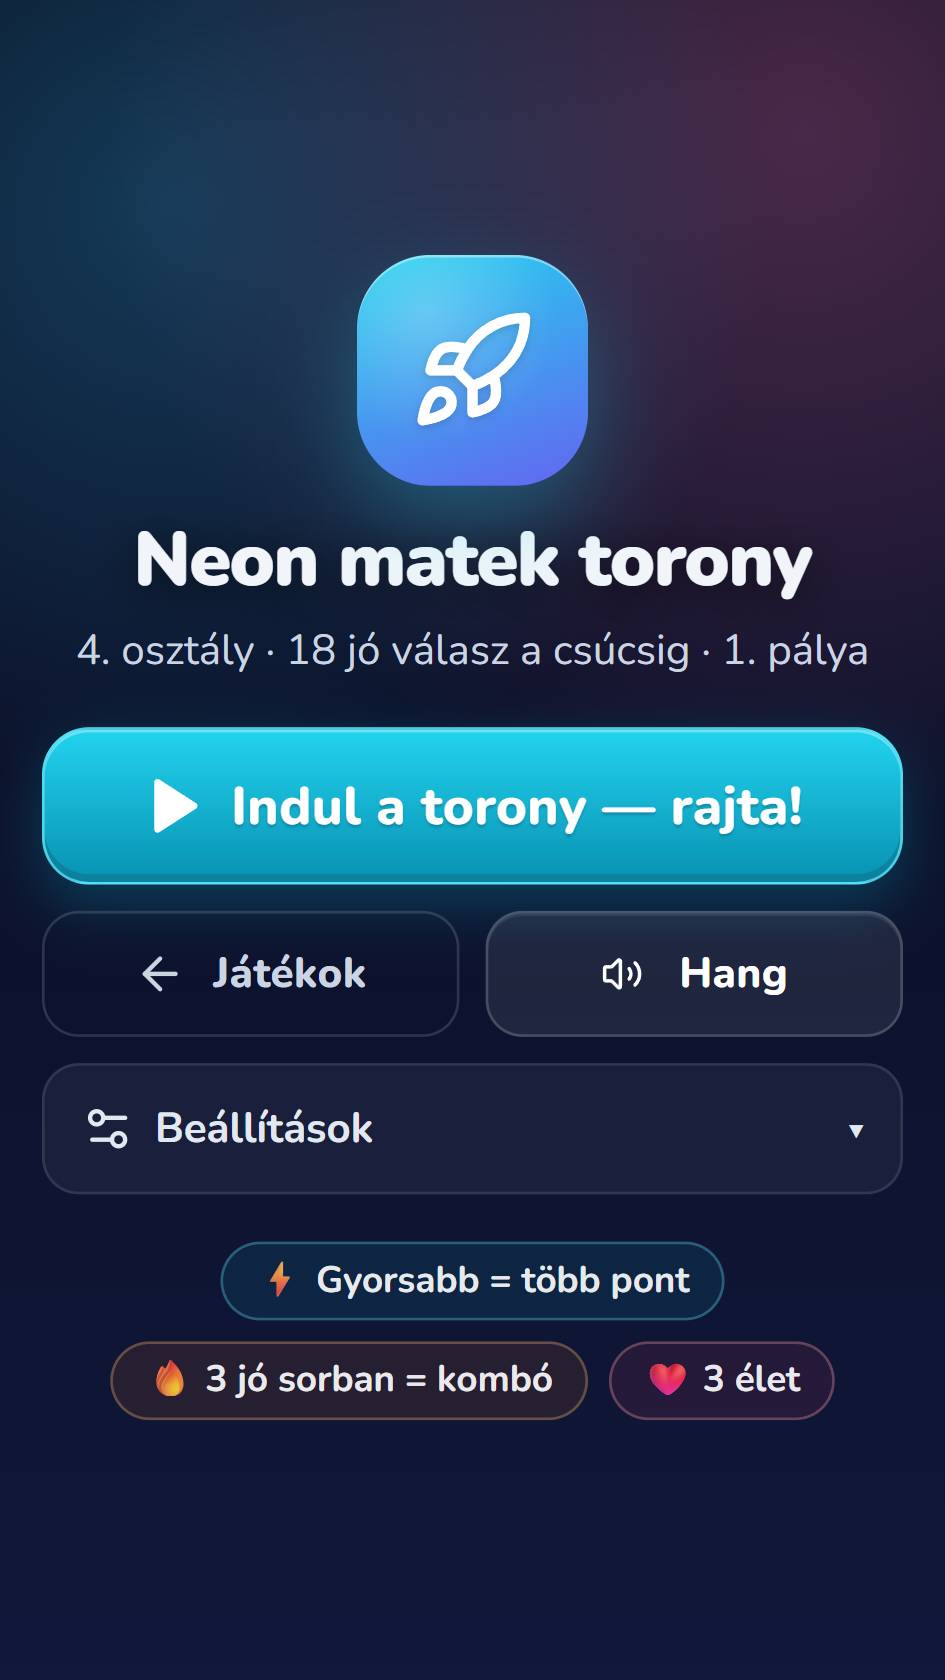 Neon matek torony
4. osztály · 18 jó válasz a csúcsig · 1. pálya
Indul a torony — rajta!
Játékok
Hang
Beállítások
Gyorsabb = több pont
3 jó sorban = kombó
3 élet